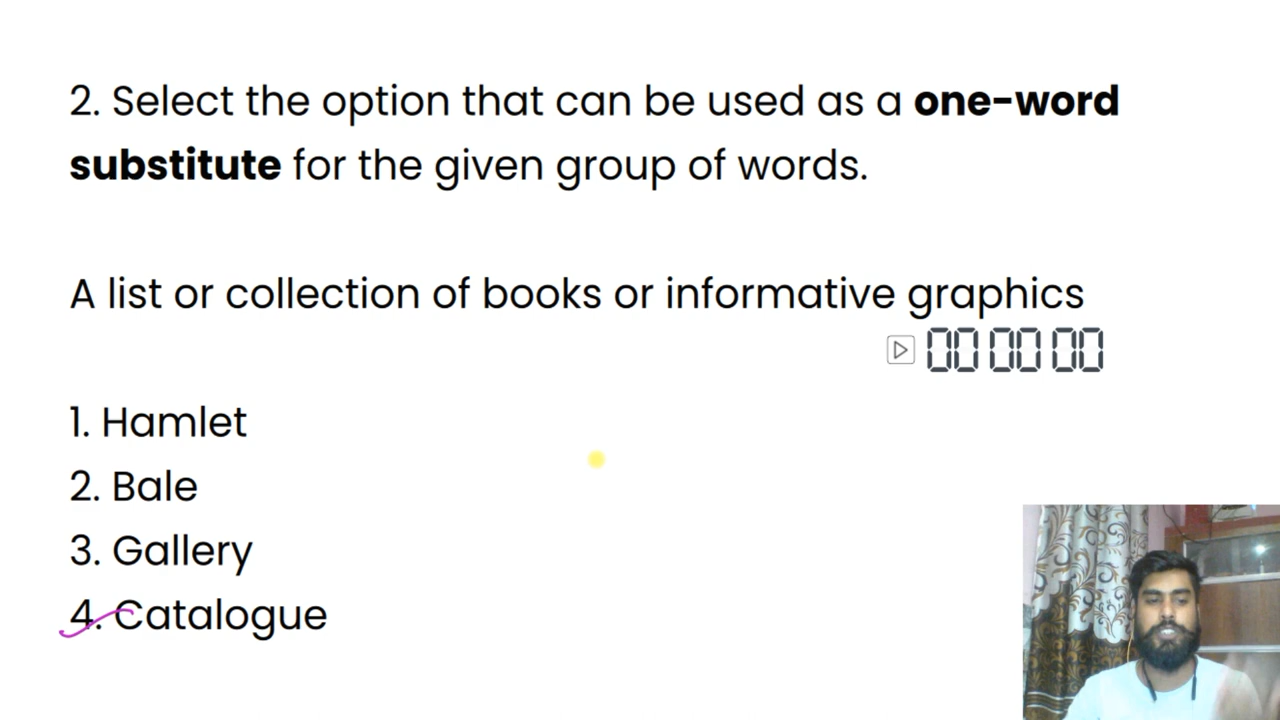 2. Select the option that can be used as a one-word
substitute for the given group of words.
A list or collection of books or informative graphics
00 00 00
1. Hamlet
2. Bale
3. Gallery
4. Catalogue